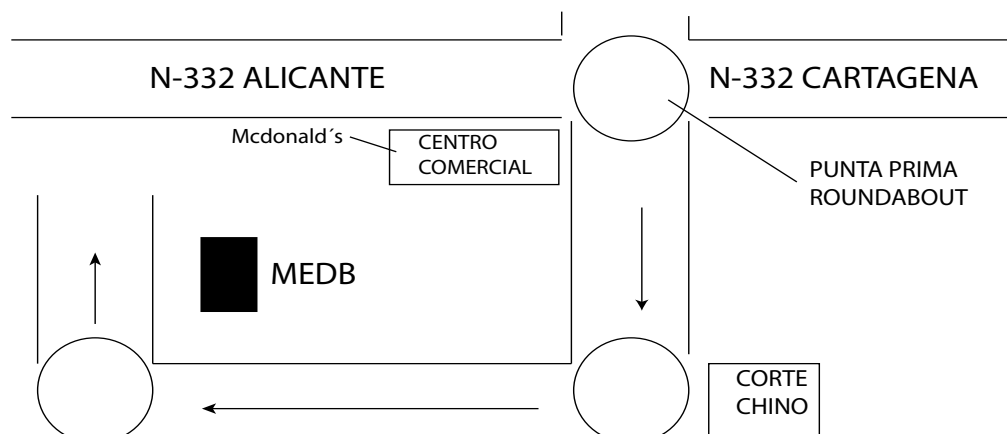 N-332 ALICANTE
N-332 CARTAGENA
Mcdonald´s
CENTRO
COMERCIAL
PUNTA PRIMA
ROUNDABOUT
MEDB
CORTE
CHINO